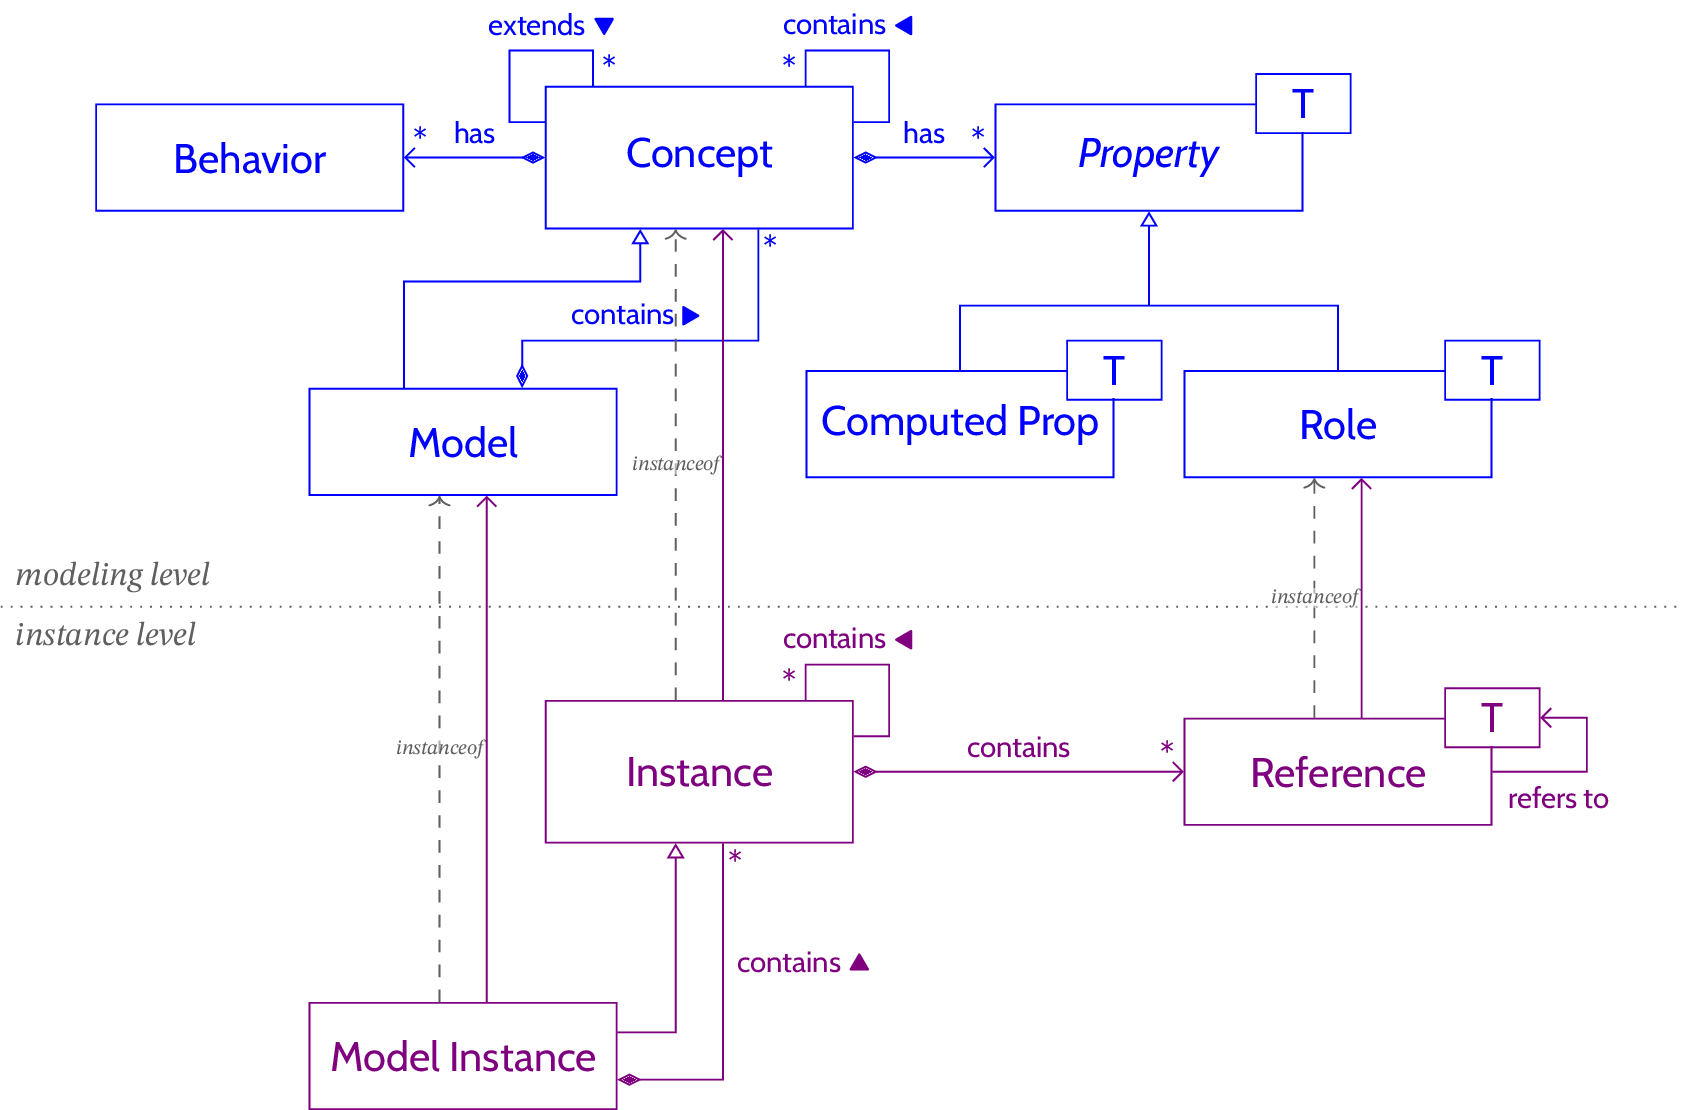 extends ▼
contains ◀
*
*
T
Behavior
*
has
Concept
has
*
Property
*
contains ▶
T
T
Computed Prop
Role
Model
instanceof
modeling level
instanceof
instance level
contains ◀
*
T
instanceof
contains
*
Instance
Reference
refers to
*
contains ▲
Model Instance